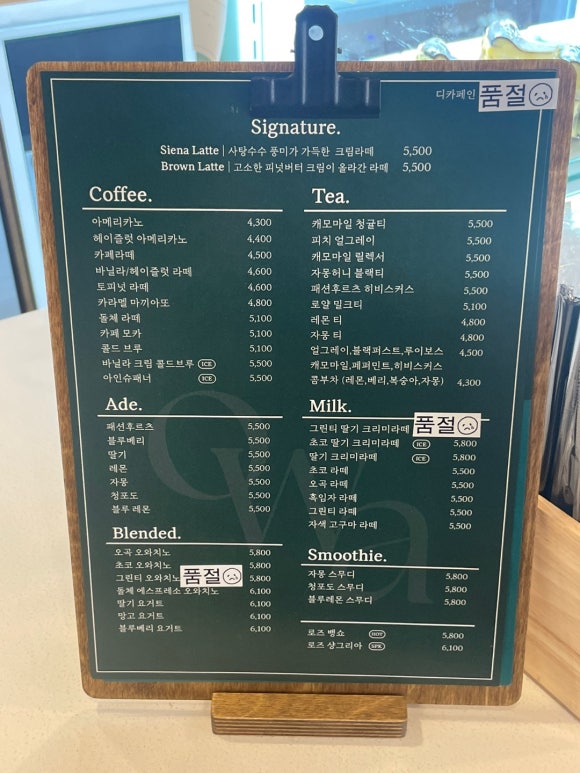 디카페인 품절
Signature.
Siena Latte | 사탕수수 풍미가 가득한 크림라떼 5,500
Brown Latte | 고소한 피넛버터 크림이 올라간 라떼 5,500
Coffee.
아메리카노 4,300
헤이즐럿 아메리카노 4,400
카페라떼 4,500
바닐라/헤이즐럿 라떼 4,600
토피넛 라떼 4,600
카라멜 마끼아또 4,800
돌체 라떼 5,100
카페 모카 5,100
콜드 브루 5,100
바닐라 크림 콜드브루 ICE 5,500
아인슈패너 ICE 5,500
Tea.
캐모마일 청귤티 5,500
피치 얼그레이 5,500
캐모마일 릴렉서 5,500
자몽허니 블랙티 5,500
패션후르츠 히비스커스 5,500
로얄 밀크티 5,100
레몬 티 4,800
자몽 티 4,800
얼그레이,블랙퍼스트,루이보스 4,500
캐모마일,페퍼민트,히비스커스
콤부차 (레몬,베리,복숭아,자몽) 4,300
Ade.
패션후르츠 5,500
블루베리 5,500
딸기 5,500
레몬 5,500
자몽 5,500
청포도 5,500
블루 레몬 5,500
Milk.
그린티 딸기 크리미라떼 품절
초코 딸기 크리미라떼 ICE 5,800
딸기 크리미라떼 ICE 5,800
초코 라떼 5,500
오곡 라떼 5,500
흑임자 라떼 5,500
그린티 라떼 5,500
자색 고구마 라떼 5,500
Blended.
오곡 오와치노 5,800
초코 오와치노 5,800
그린티 오와치노 품절 5,800
돌체 에스프레소 오와치노 6,100
딸기 요거트 6,100
망고 요거트 6,100
블루베리 요거트 6,100
Smoothie.
자몽 스무디 5,800
청포도 스무디 5,800
블루레몬 스무디 5,800
로즈 뱅쇼 HOT 5,800
로즈 샹그리아 SPK 6,100
Owa